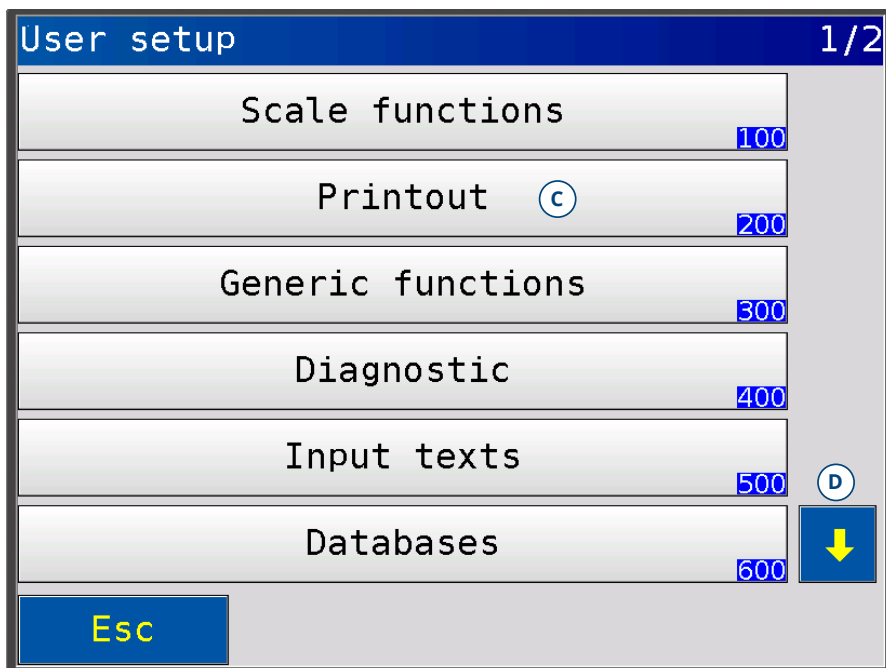 User setup 1/2
Scale functions
100
Printout C
200
Generic functions
300
Diagnostic
400
Input texts
500
D
Databases
600
Esc